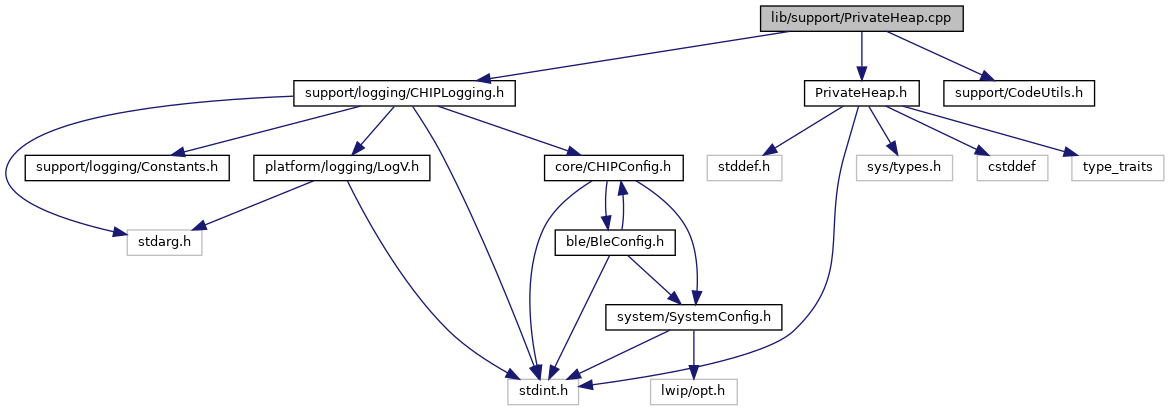 lib/support/PrivateHeap.cpp
support/logging/CHIPLogging.h
PrivateHeap.h
support/CodeUtils.h
support/logging/Constants.h
platform/logging/LogV.h
core/CHIPConfig.h
stddef.h
sys/types.h
cstddef
type_traits
stdarg.h
ble/BleConfig.h
system/SystemConfig.h
stdint.h
lwip/opt.h